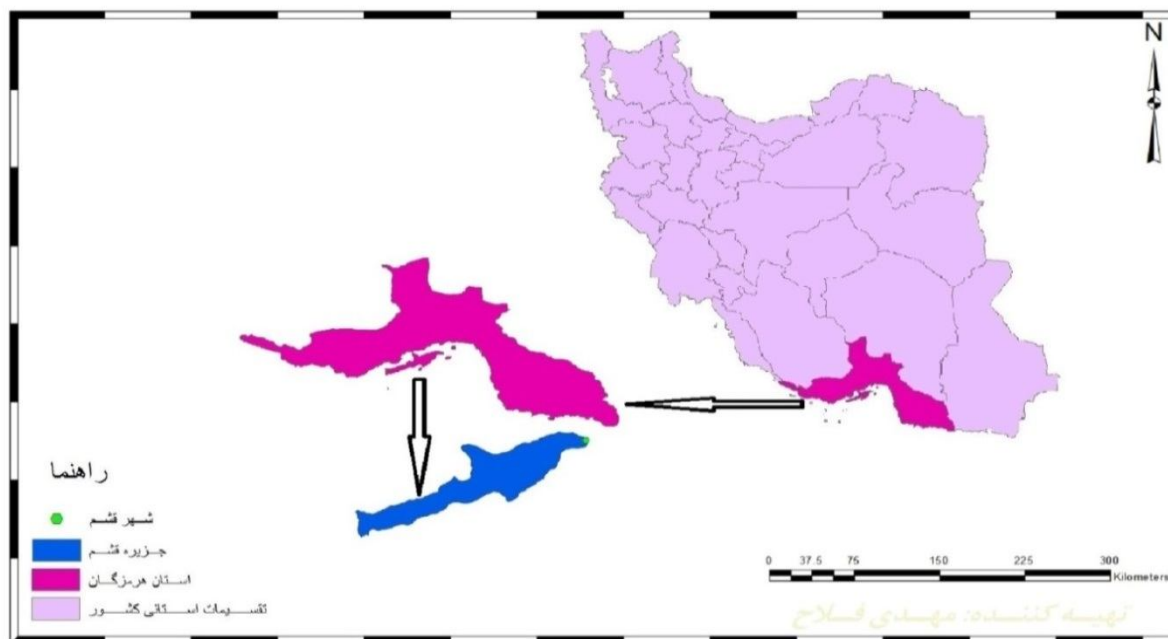 N
راهنما
شهر قشم
جزیره قشم
استان هرمزگان
تقسیمات استانی کشور
0 37.5 75 150 225 300
Kilometers
تهیه کننده: مهدی فلاح